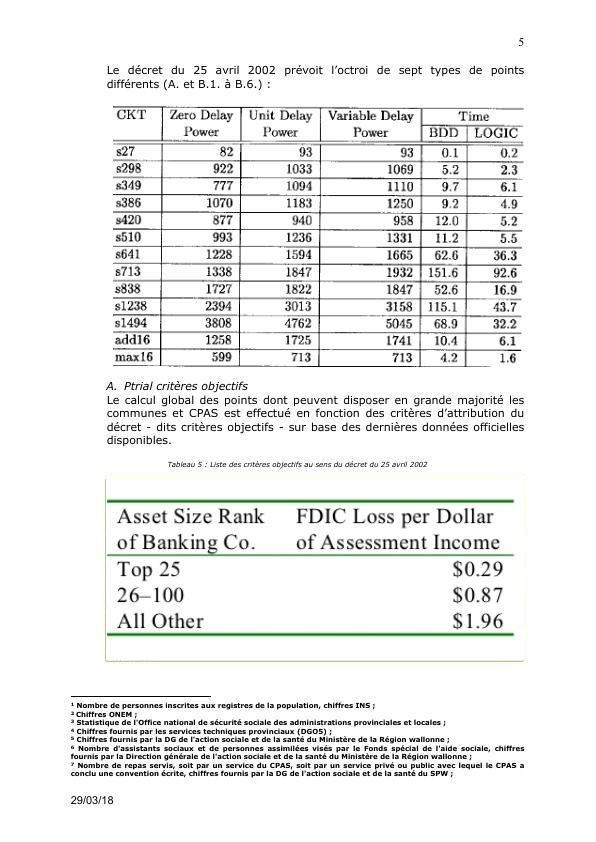 5
Le décret du 25 avril 2002 prévoit l’octroi de sept types de points
différents (A. et B.1. à B.6.) :
CKT Zero Delay Unit Delay Variable Delay Time
Power Power Power BDD LOGIC
s27 82 93 93 0.1 0.2
s298 922 1033 1069 5.2 2.3
s349 777 1094 1110 9.7 6.1
s386 1070 1183 1250 9.2 4.9
s420 877 940 958 12.0 5.2
s510 993 1236 1331 11.2 5.5
s641 1228 1594 1665 62.6 36.3
s713 1338 1847 1932 151.6 92.6
s838 1727 1822 1847 52.6 16.9
s1238 2394 3013 3158 115.1 43.7
s1494 3808 4762 5045 68.9 32.2
add16 1258 1725 1741 10.4 6.1
max16 599 713 713 4.2 1.6
A. Ptrial critères objectifs
Le calcul global des points dont peuvent disposer en grande majorité les
communes et CPAS est effectué en fonction des critères d’attribution du
décret - dits critères objectifs - sur base des dernières données officielles
disponibles.
Tableau 5 : Liste des critères objectifs au sens du décret du 25 avril 2002
Asset Size Rank FDIC Loss per Dollar
of Banking Co. of Assessment Income
Top 25 $0.29
26–100 $0.87
All Other $1.96
1 Nombre de personnes inscrites aux registres de la population, chiffres INS ;
2 Chiffres ONEM ;
3 Statistique de l'Office national de sécurité sociale des administrations provinciales et locales ;
4 Chiffres fournis par les services techniques provinciaux (DGO5) ;
5 Chiffres fournis par la DG de l'action sociale et de la santé du Ministère de la Région wallonne ;
6 Nombre d'assistants sociaux et de personnes assimilées visés par le Fonds spécial de l'aide sociale, chiffres
fournis par la Direction générale de l'action sociale et de la santé du Ministère de la Région wallonne ;
7 Nombre de repas servis, soit par un service du CPAS, soit par un service privé ou public avec lequel le CPAS a
conclu une convention écrite, chiffres fournis par la DG de l'action sociale et de la santé du SPW ;
29/03/18